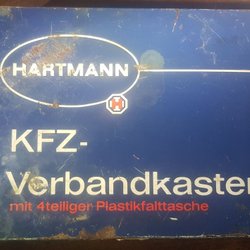 HARTMANN
KFZ-
Verbandkasten
mit 4teiliger Plastikfalttasche